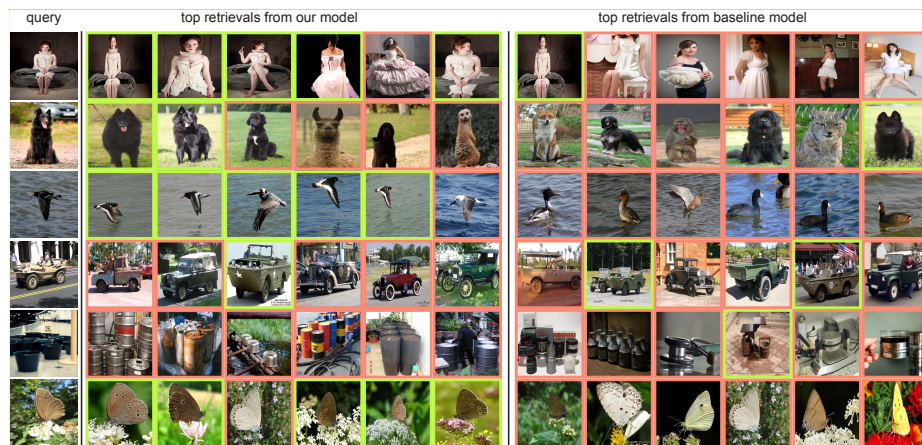 query
top retrievals from our model
top retrievals from baseline model